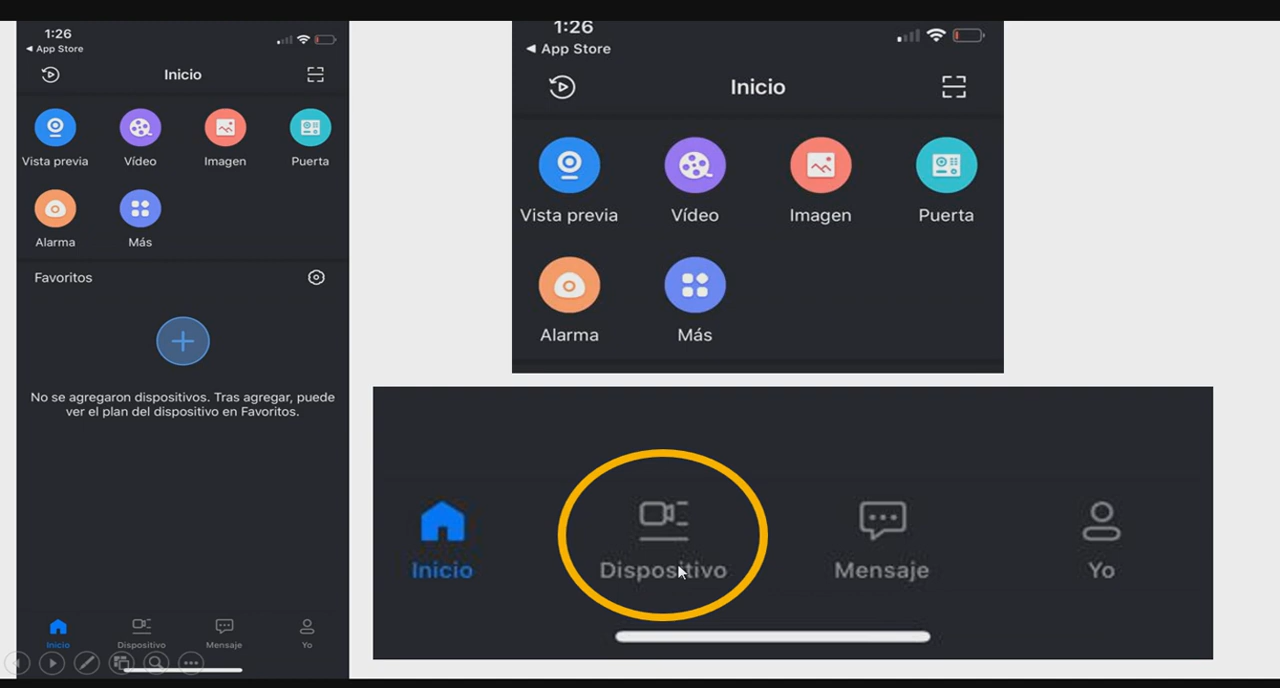 1:26
◀ App Store
Inicio
Vista previa
Vídeo
Imagen
Puerta
Alarma
Más
Favoritos
No se agregaron dispositivos. Tras agregar, puede
ver el plan del dispositivo en Favoritos.
Inicio
Dispositivo
Mensaje
Yo
1:26
◀ App Store
Inicio
Vista previa
Vídeo
Imagen
Puerta
Alarma
Más
Inicio
Dispositivo
Mensaje
Yo